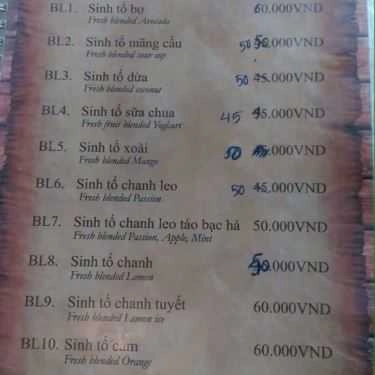 BL1. Sinh tố bơ 60.000VND
Fresh blended Avocado
BL2. Sinh tố mãng cầu 50 50.000VND
Fresh blended sour sop
BL3. Sinh tố dừa 50 45.000VND
Fresh blended coconut
BL4. Sinh tố sữa chua 45 .000VND
Fresh fruit blended Yoghurt
BL5. Sinh tố xoài 50 .000VND
Fresh blended Mango
BL6. Sinh tố chanh leo 50 45.000VND
Fresh blended Passion
BL7. Sinh tố chanh leo táo bạc hà 50.000VND
Fresh blended Passion, Apple, Mint
BL8. Sinh tố chanh .000VND
Fresh blended Lemon
BL9. Sinh tố chanh tuyết 60.000VND
Fresh blended Lemon ice
BL10. Sinh tố cam 60.000VND
Fresh blended Orange